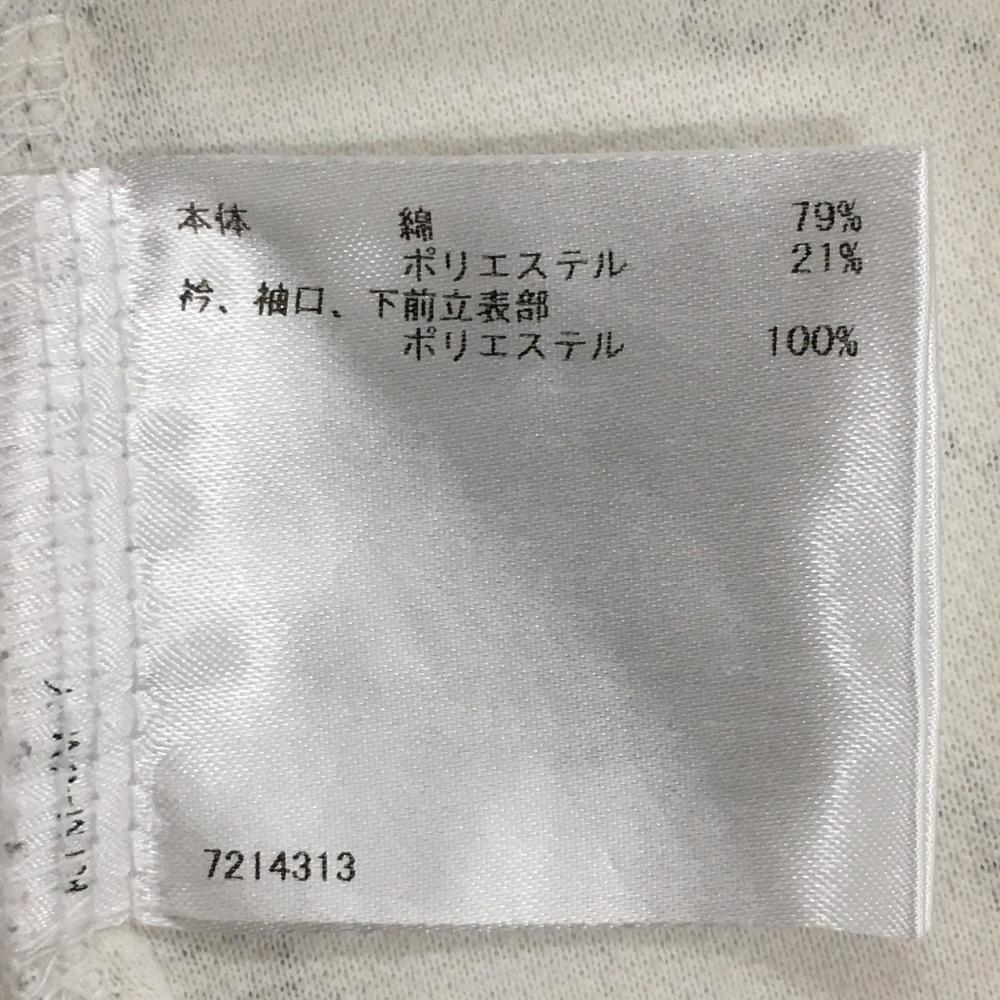 本体 綿 79%
ポリエステル 21%
衿、袖口、下前立表部
ポリエステル 100%
7214313